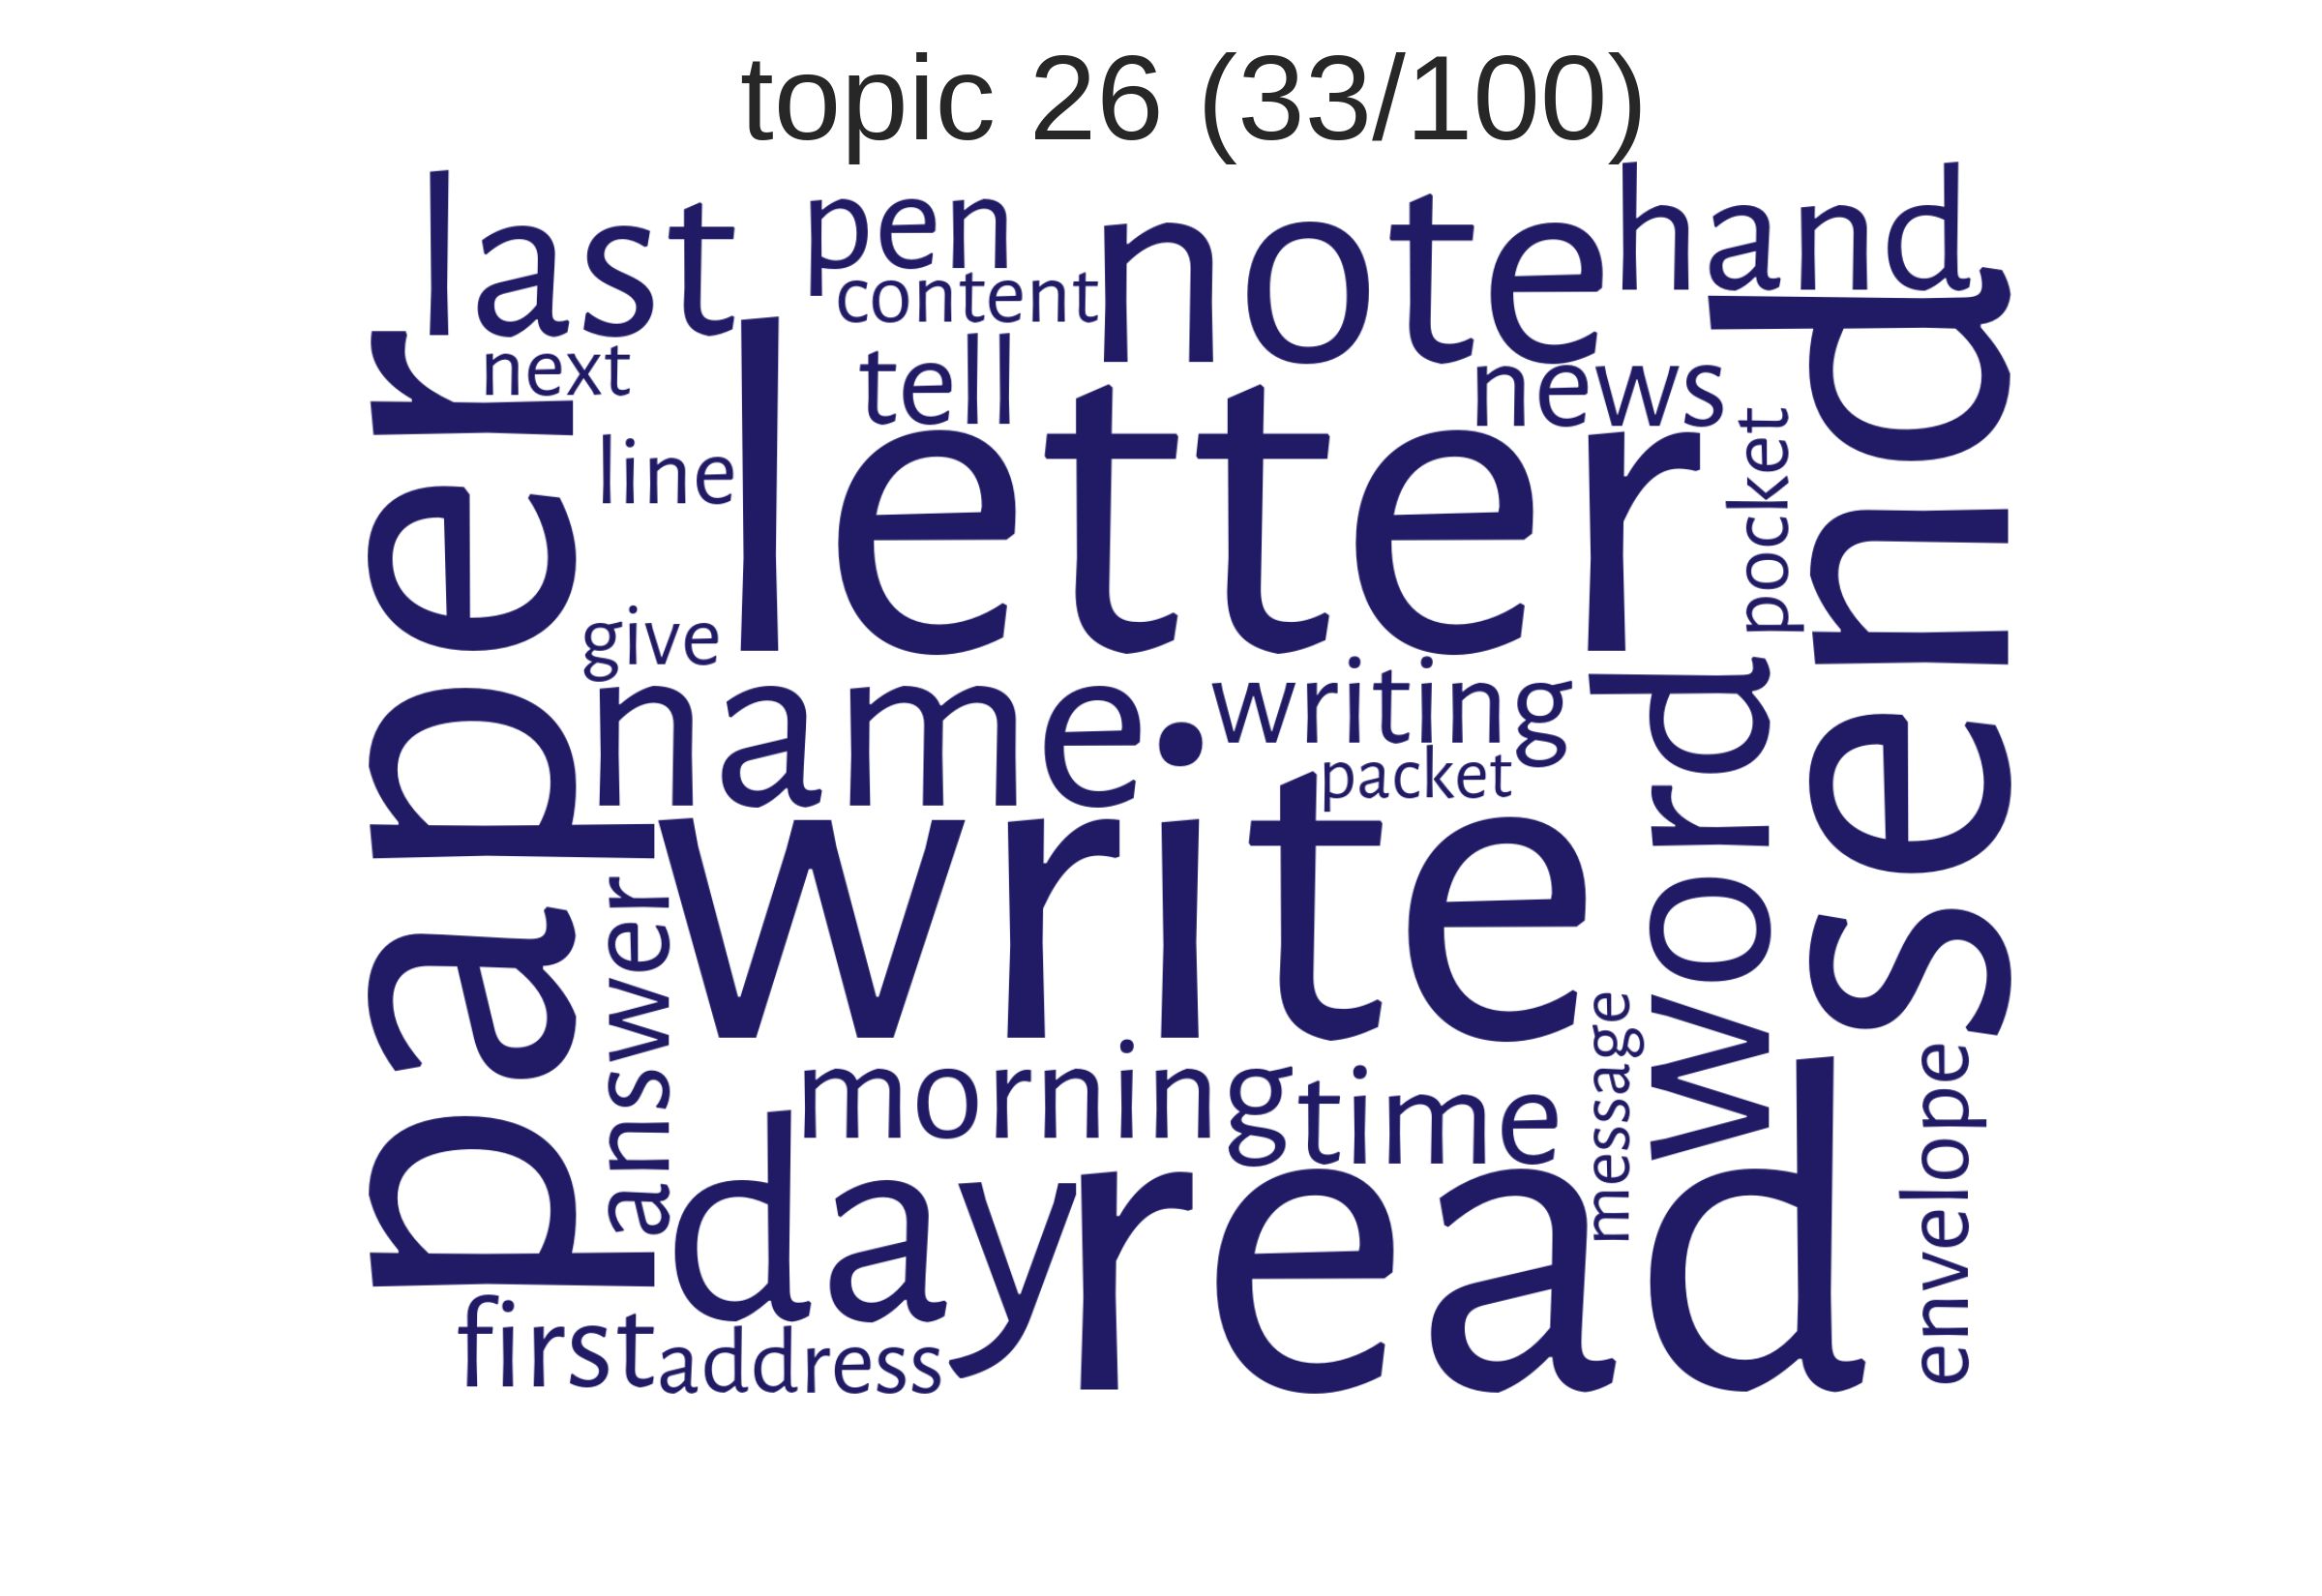 topic 26 (33/100)
last
pen
note
hand
content
next
tell
news
send
paper
line
letter
pocket
give
name
writing
word
packet
write
answer
morning
time
message
envelope
day
read
first
address